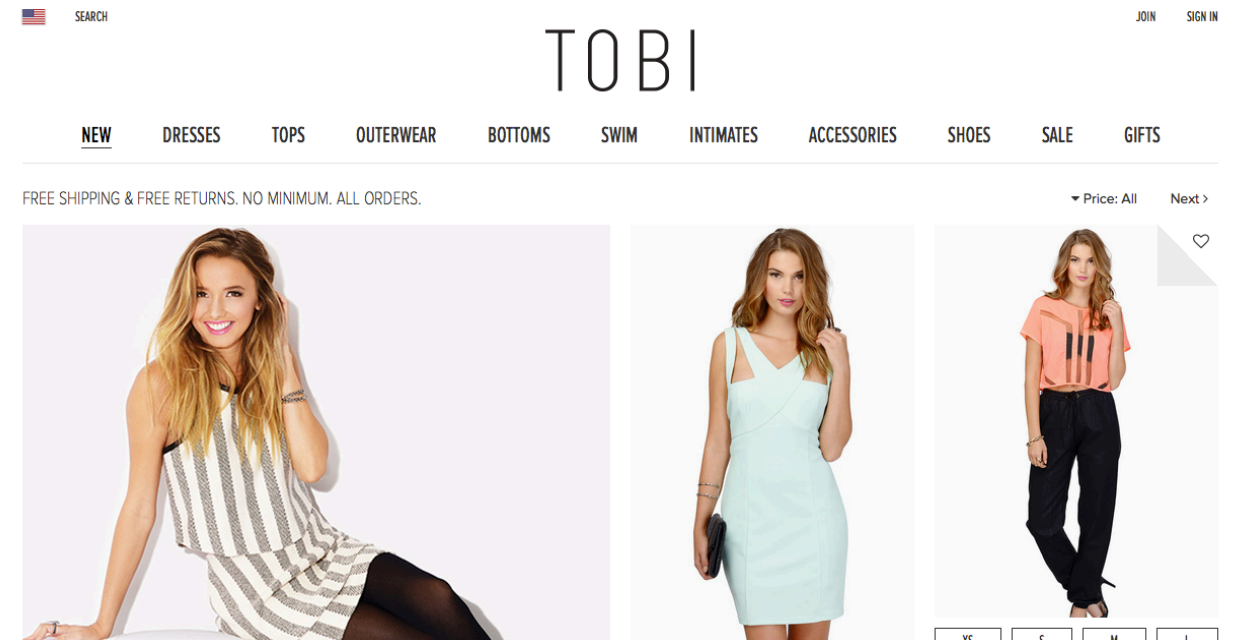 SEARCH
JOIN SIGN IN
TOBI
NEW DRESSES TOPS OUTERWEAR BOTTOMS SWIM INTIMATES ACCESSORIES SHOES SALE GIFTS
FREE SHIPPING & FREE RETURNS. NO MINIMUM. ALL ORDERS.
Price: All Next >
XS S M L